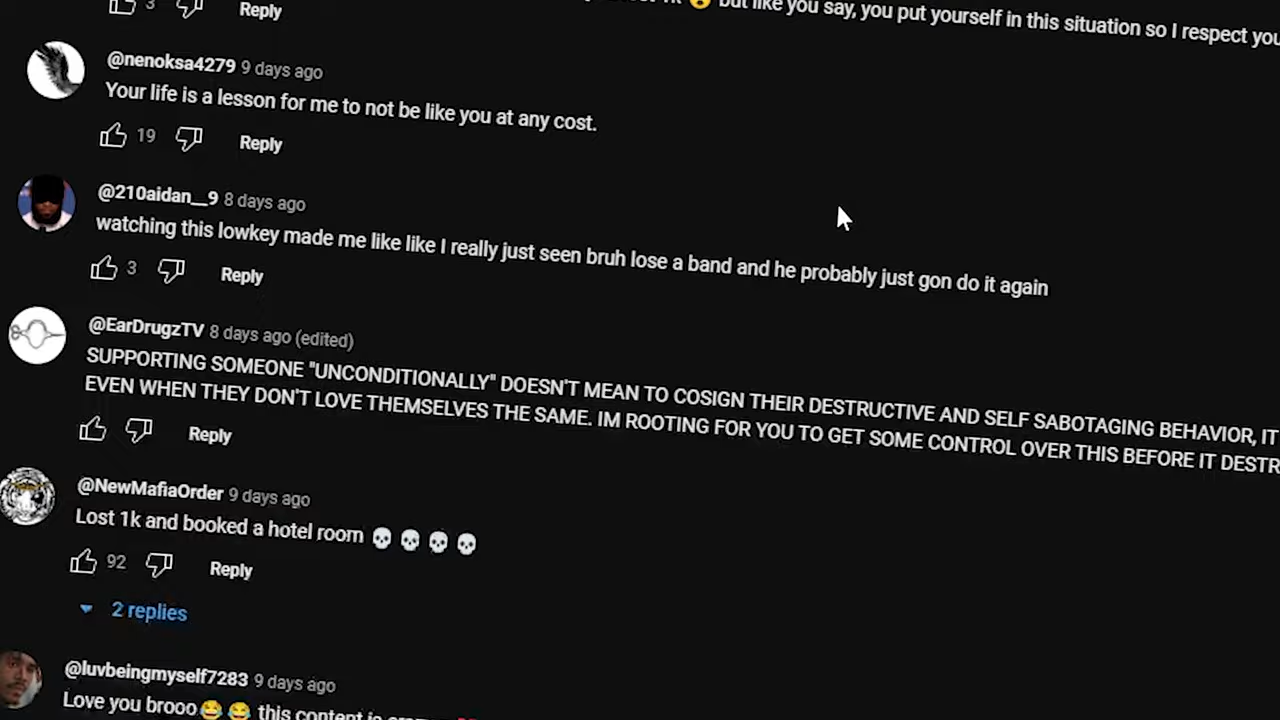 but like you say, you put yourself in this situation so I respect you
3 Reply
@nenoksa4279 9 days ago
Your life is a lesson for me to not be like you at any cost.
19 Reply
@210aidan__9 8 days ago
watching this lowkey made me like like I really just seen bruh lose a band and he probably just gon do it again
3 Reply
@EarDrugzTV 8 days ago (edited)
SUPPORTING SOMEONE "UNCONDITIONALLY" DOESN'T MEAN TO COSIGN THEIR DESTRUCTIVE AND SELF SABOTAGING BEHAVIOR, IT
EVEN WHEN THEY DON'T LOVE THEMSELVES THE SAME. IM ROOTING FOR YOU TO GET SOME CONTROL OVER THIS BEFORE IT DESTR
Reply
@NewMafiaOrder 9 days ago
Lost 1k and booked a hotel room 💀 💀 💀 💀
92 Reply
2 replies
@luvbeingmyself7283 9 days ago
Love you brooo😂 😂 this content is